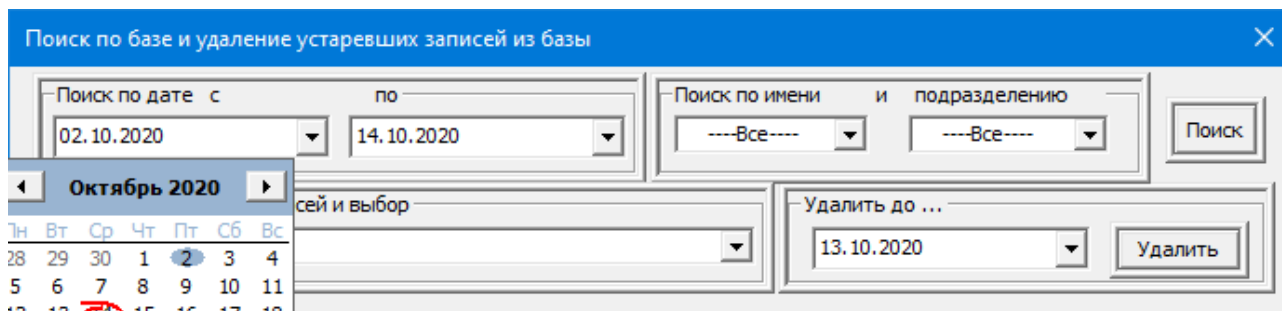 Поиск по базе и удаление устаревших записей из базы
Поиск по дате с по
Поиск по имени и подразделению
02.10.2020
14.10.2020
----Все----
----Все----
Поиск
Октябрь 2020
сей и выбор
Удалить до ...
Пн Вт Ср Чт Пт Сб Вс
13.10.2020
Удалить
28 29 30 1 2 3 4
5 6 7 8 9 10 11